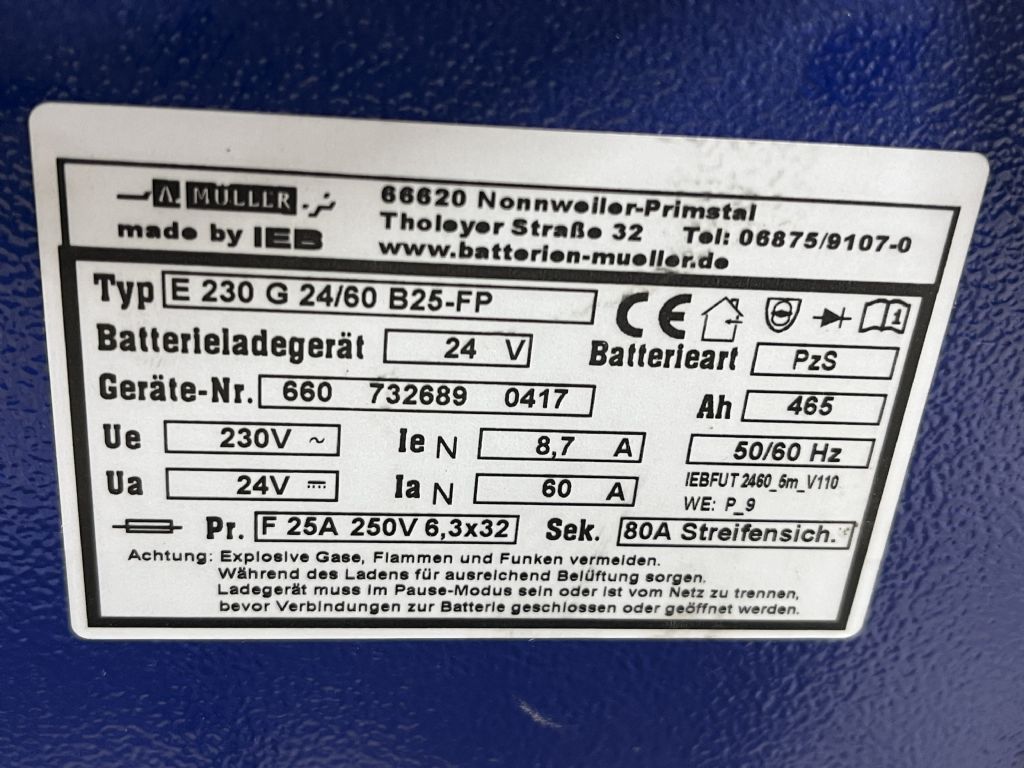 A. MÜLLER
made by IEB
66620 Nonnweiler-Primstal
Tholeyer Straße 32 Tel: 06875/9107-0
www.batterien-mueller.de
Typ E 230 G 24/60 B25-FP
CE
1
Batterieladegerät 24 V Batterieart PzS
Geräte-Nr. 660 732689 0417 Ah 465
Ue 230V ~ Ie N 8,7 A 50/60 Hz
Ua 24V ⎓ Ia N 60 A IEBFUT 2460_5m_V110
WE: P_9
Pr. F 25A 250V 6,3x32 Sek. 80A Streifensich.
Achtung: Explosive Gase, Flammen und Funken vermeiden.
Während des Ladens für ausreichend Belüftung sorgen.
Ladegerät muss im Pause-Modus sein oder ist vom Netz zu trennen,
bevor Verbindungen zur Batterie geschlossen oder geöffnet werden.